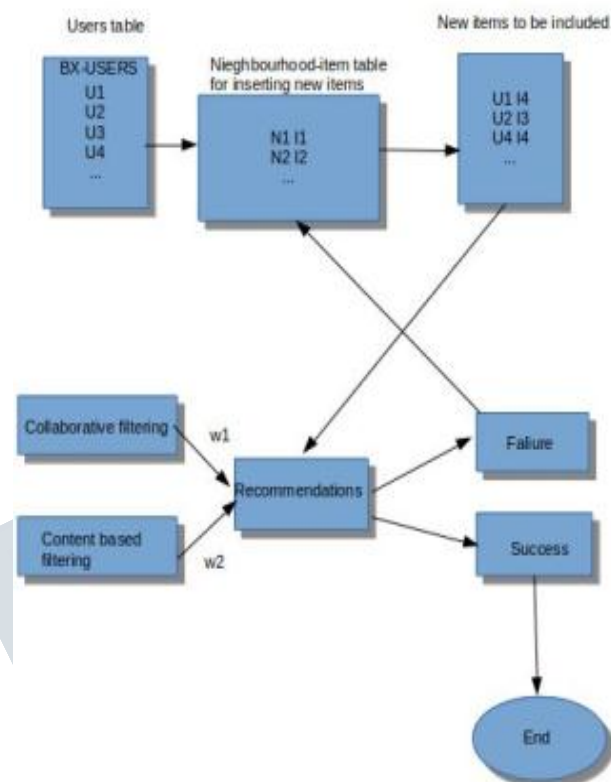 Users table
New items to be included
Nieghbourhood-item table
for inserting new items
BX-USERS
U1
U2
U3
U4
...
N1 I1
N2 I2
...
U1 I4
U2 I3
U4 I4
...
Collaborative filtering
w1
Recommendations
Faliure
Content based
filtering
w2
Success
End